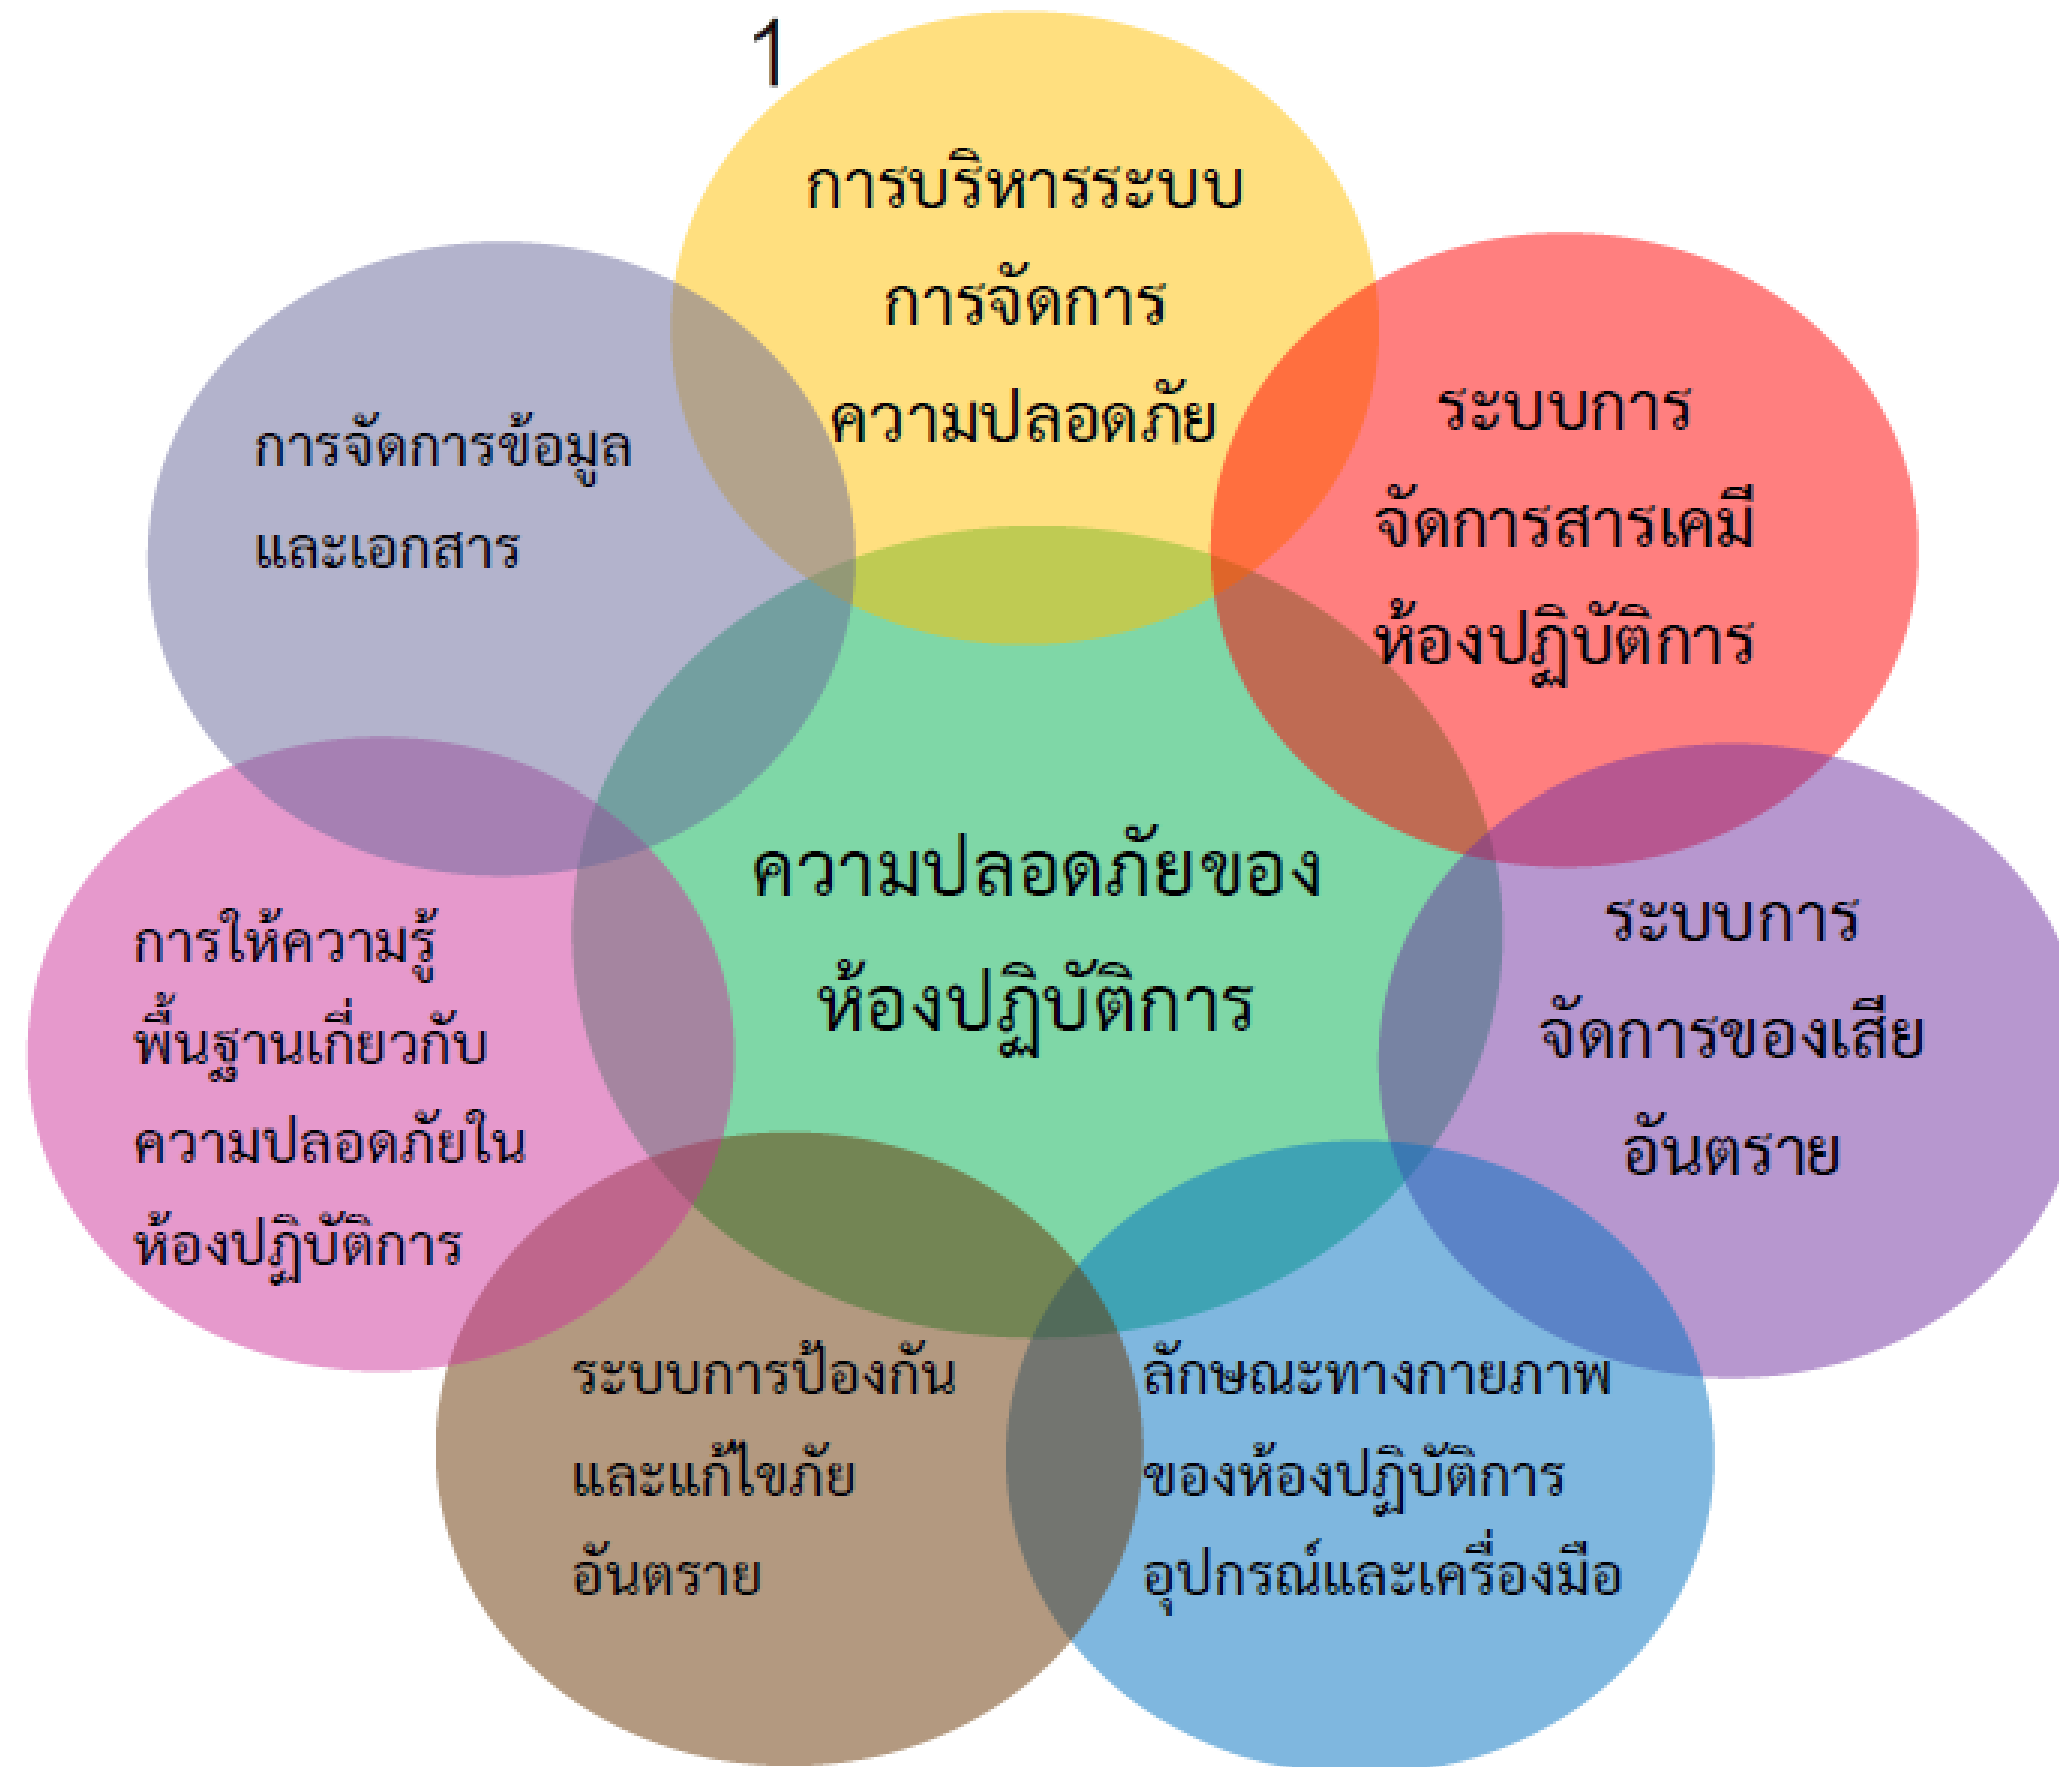 1
การบริหารระบบ
การจัดการ
ความปลอดภัย
ระบบการ
จัดการสารเคมี
ห้องปฏิบัติการ
ระบบการ
จัดการของเสีย
อันตราย
ลักษณะทางกายภาพ
ของห้องปฏิบัติการ
อุปกรณ์และเครื่องมือ
ระบบการป้องกัน
และแก้ไขภัย
อันตราย
การให้ความรู้
พื้นฐานเกี่ยวกับ
ความปลอดภัยใน
ห้องปฏิบัติการ
การจัดการข้อมูล
และเอกสาร
ความปลอดภัยของ
ห้องปฏิบัติการ